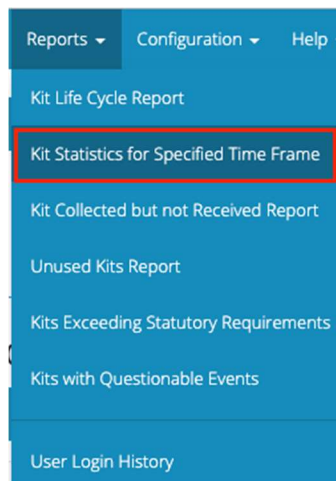 Reports Configuration Help
Kit Life Cycle Report
Kit Statistics for Specified Time Frame
Kit Collected but not Received Report
Unused Kits Report
Kits Exceeding Statutory Requirements
Kits with Questionable Events
User Login History